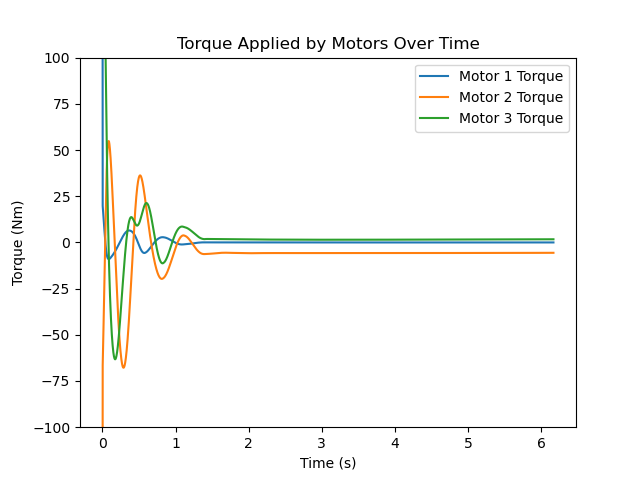 Torque Applied by Motors Over Time
Torque (Nm)
100
75
50
25
0
−25
−50
−75
−100
Motor 1 Torque
Motor 2 Torque
Motor 3 Torque
0 1 2 3 4 5 6
Time (s)